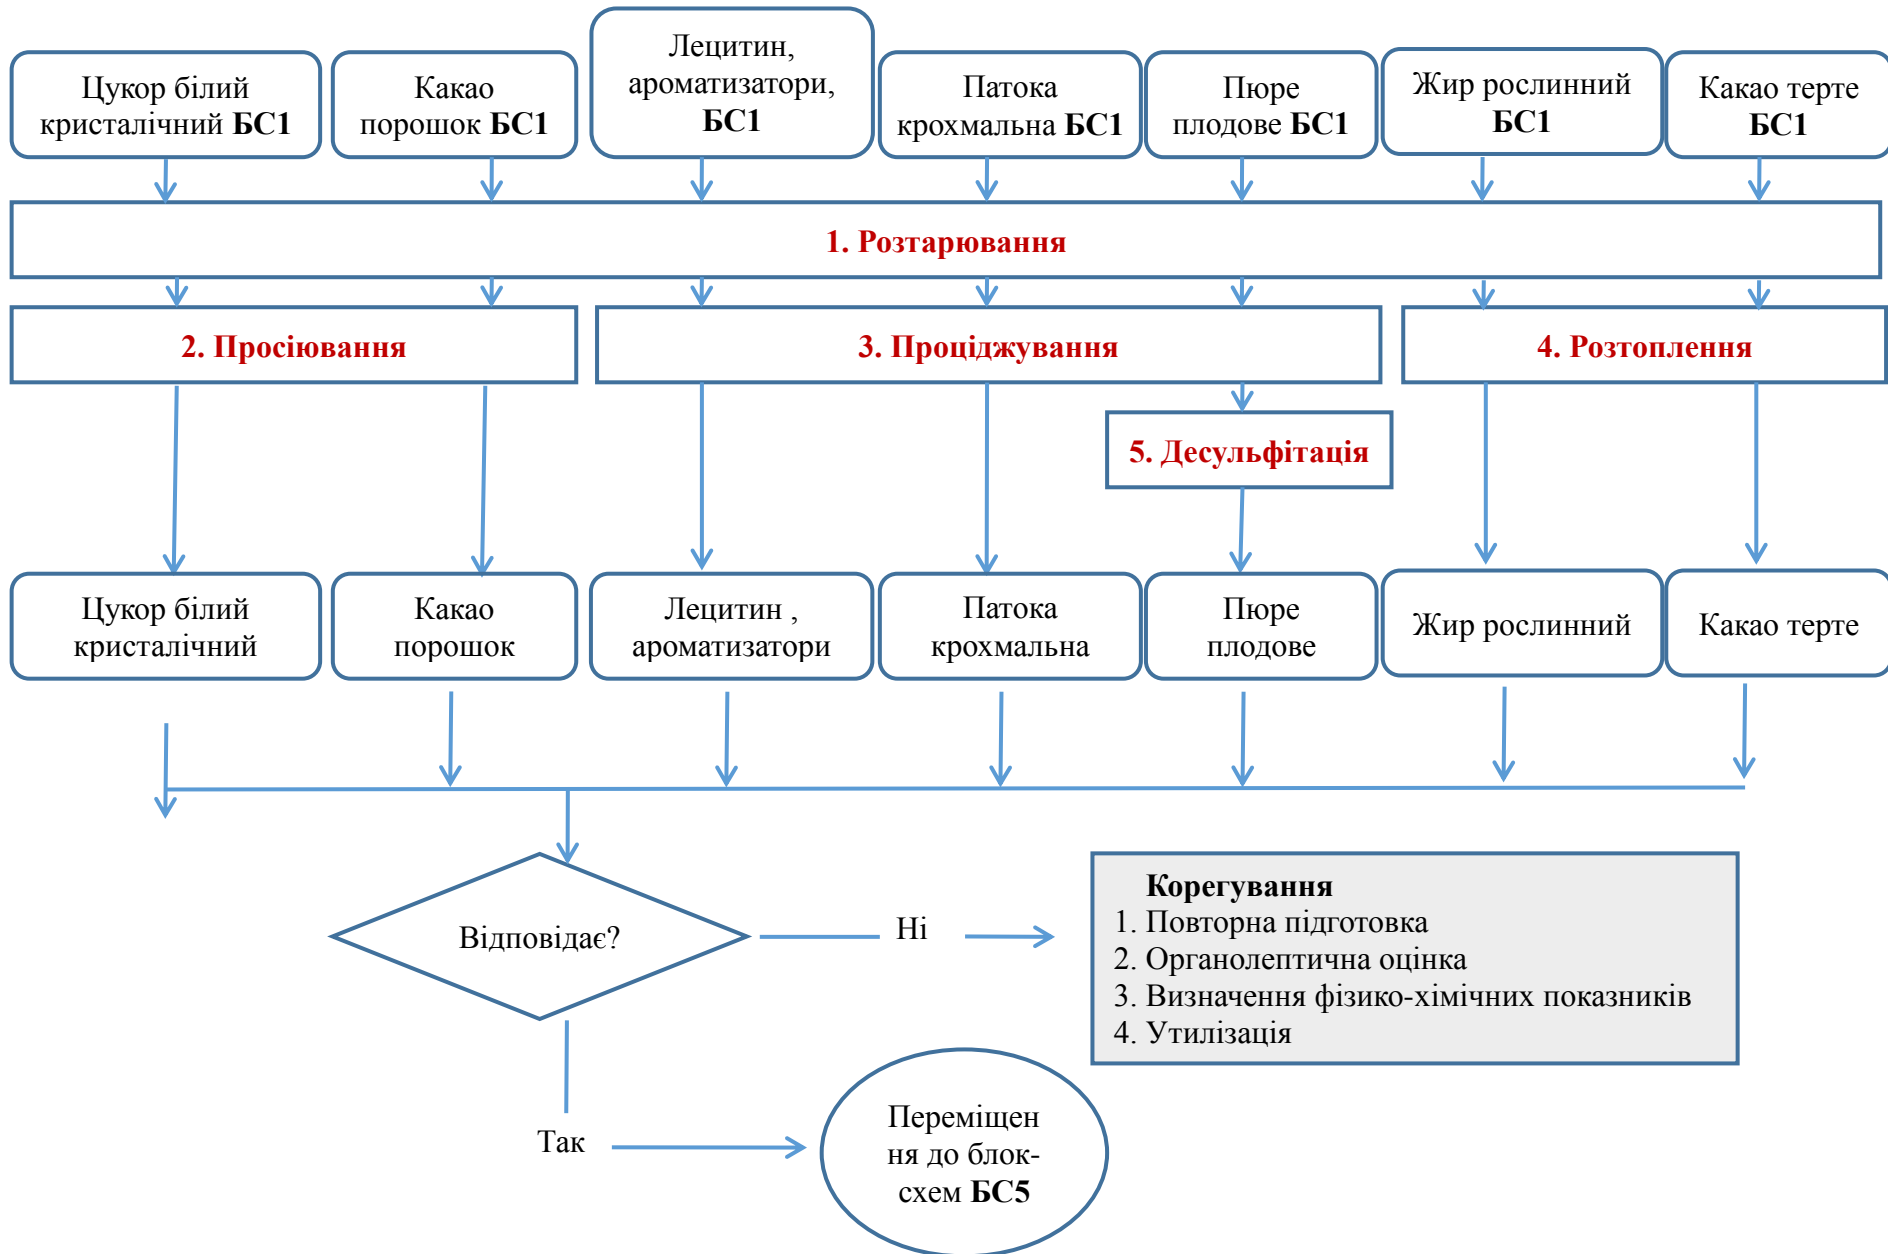 Цукор білий
кристалічний БС1
Какао
порошок БС1
Лецитин,
ароматизатори,
БС1
Патока
крохмальна БС1
Пюре
плодове БС1
Жир рослинний
БС1
Какао терте
БС1
1. Розтарювання
2. Просіювання
3. Проціджування
4. Розтоплення
5. Десульфітація
Цукор білий
кристалічний
Какао
порошок
Лецитин ,
ароматизатори
Патока
крохмальна
Пюре
плодове
Жир рослинний
Какао терте
Відповідає?
Ні
Корегування
1. Повторна підготовка
2. Органолептична оцінка
3. Визначення фізико-хімічних показників
4. Утилізація
Так
Переміщен
ня до блок-
схем БС5